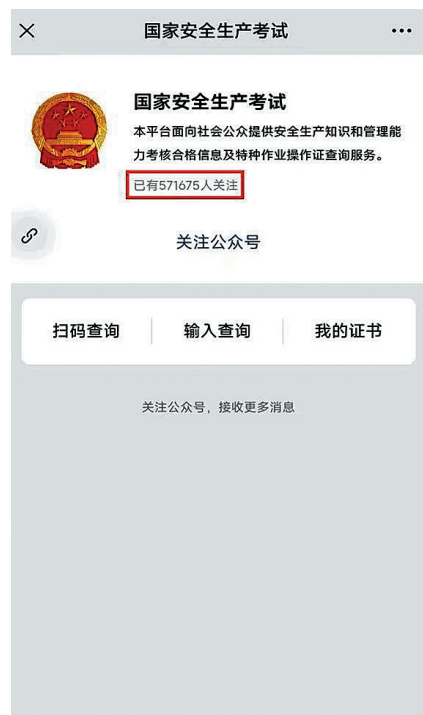 国家安全生产考试
国家安全生产考试
本平台面向社会公众提供安全生产知识和管理能
力考核合格信息及特种作业操作证查询服务。
已有571675人关注
关注公众号
扫码查询 输入查询 我的证书
关注公众号，接收更多消息